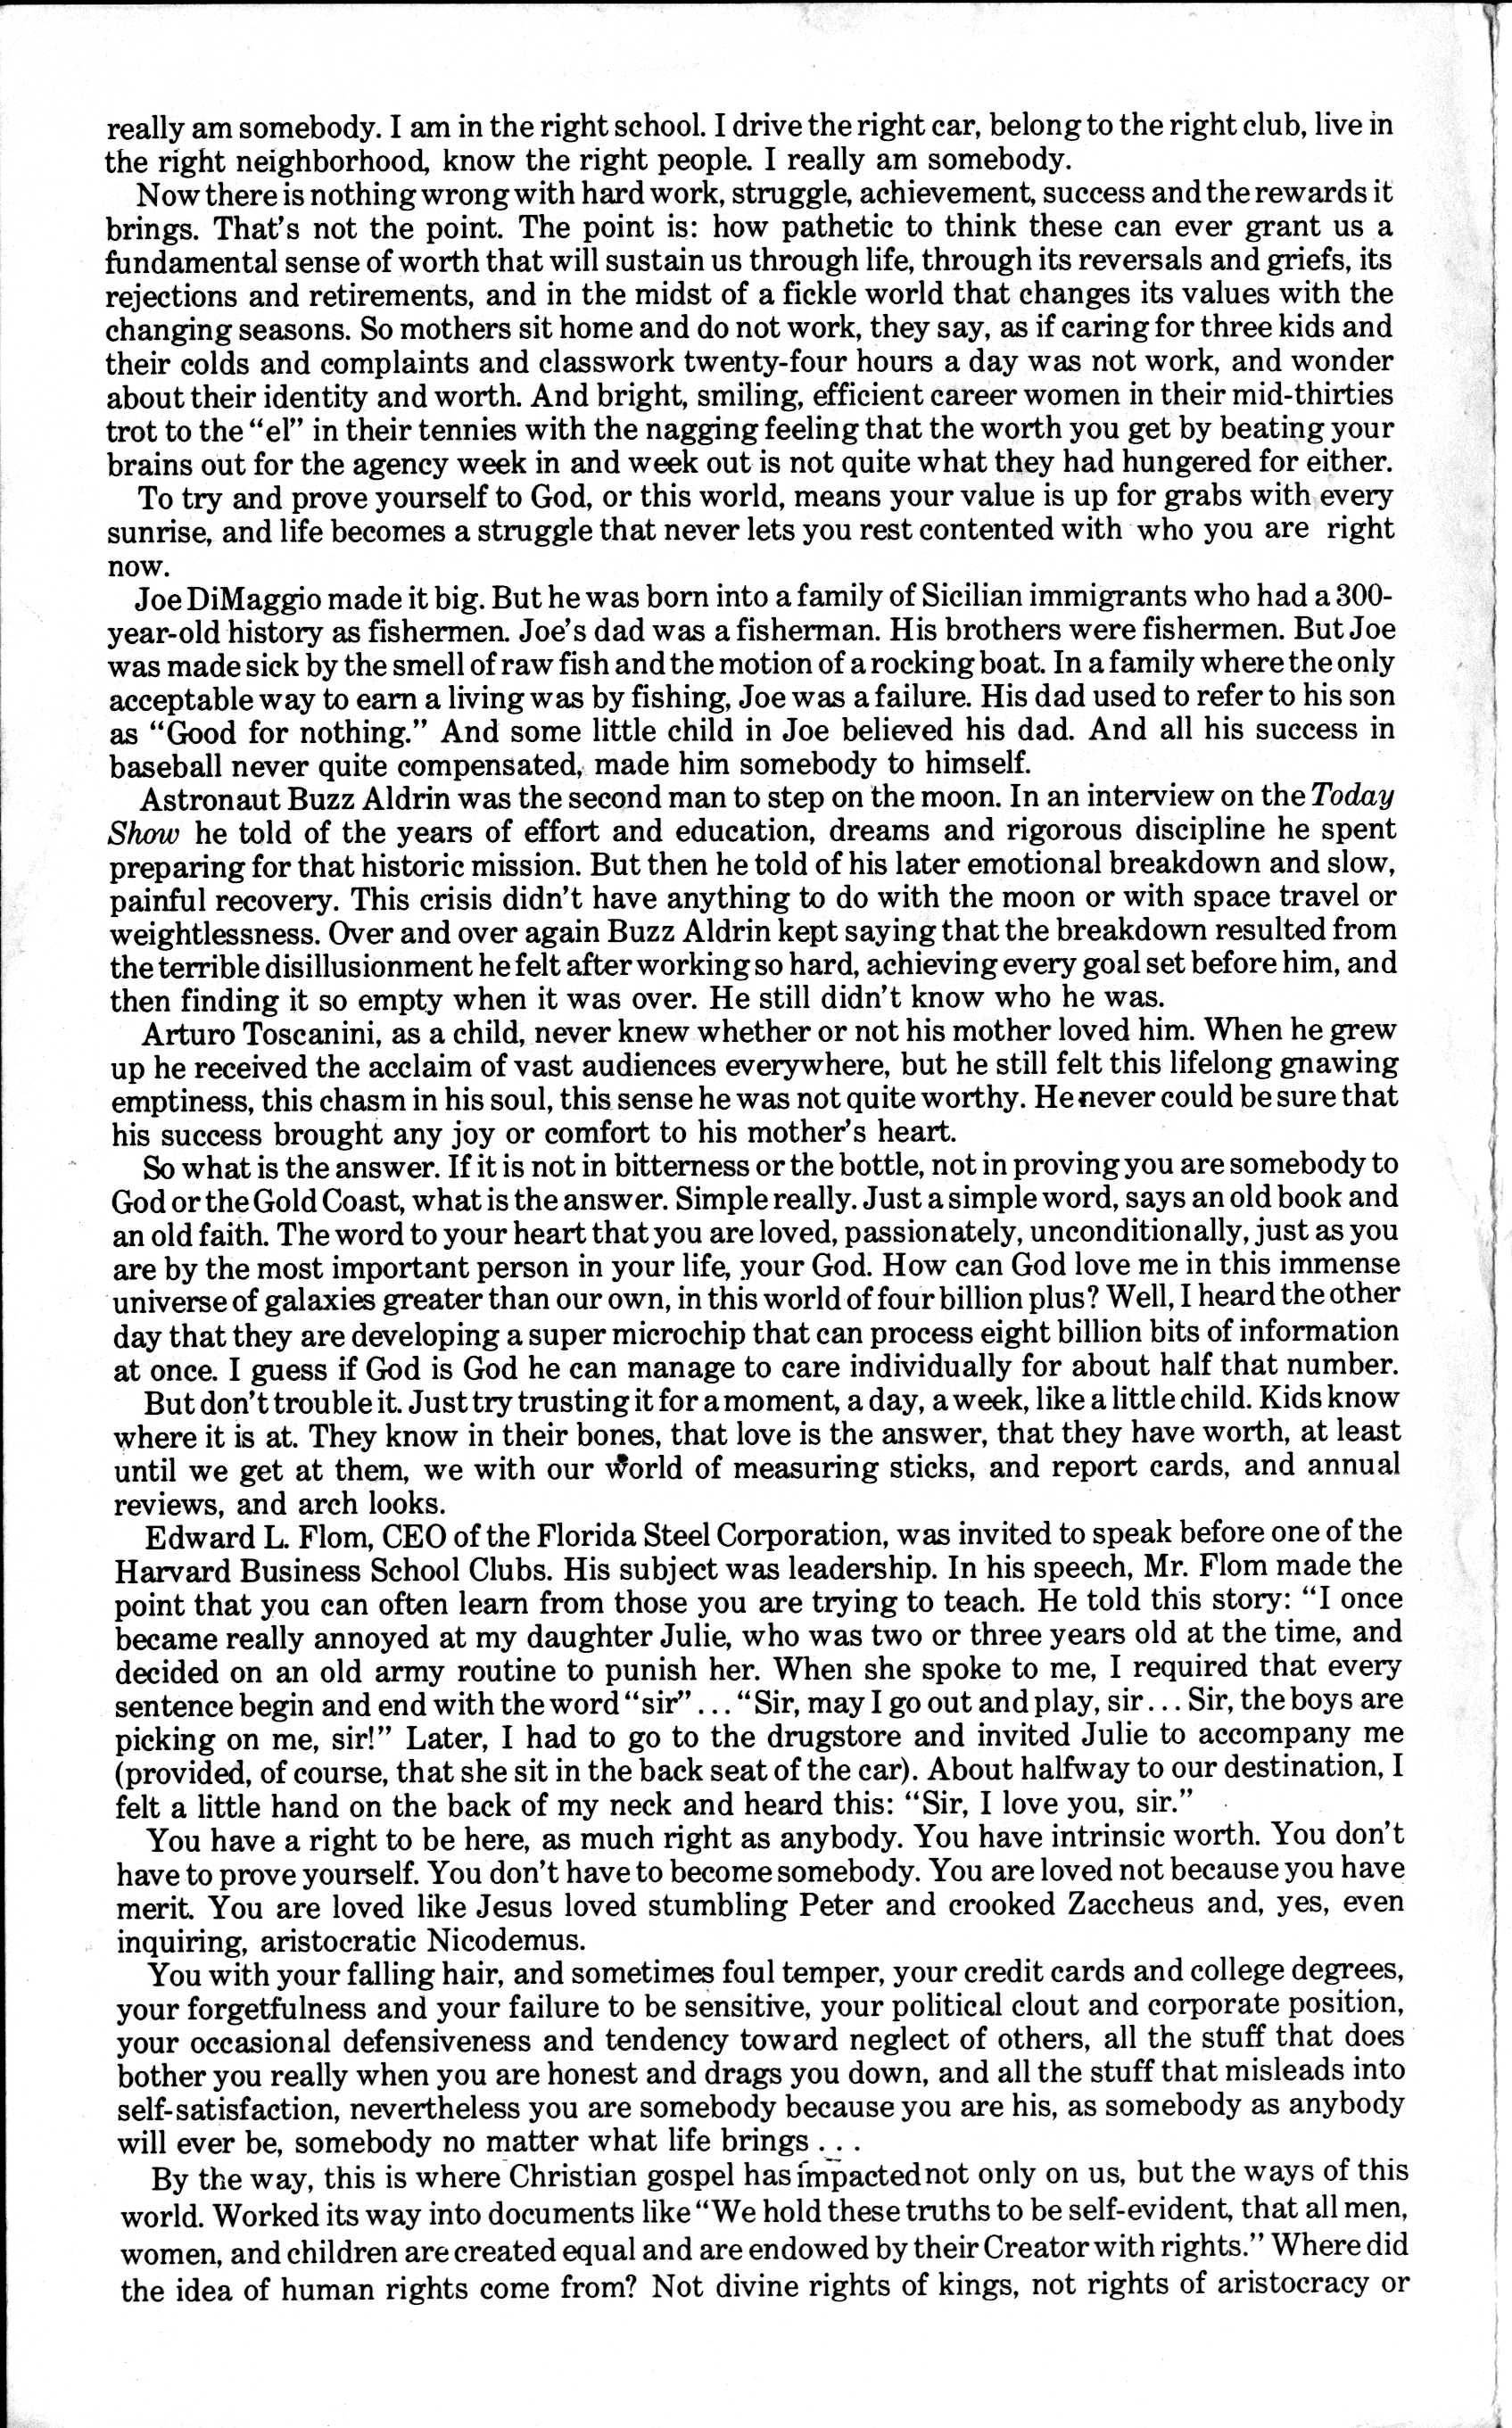 really am somebody. I am in the right school. I drive the right car, belong to the right club, live in
the right neighborhood, know the right people. I really am somebody.
Now there is nothing wrong with hard work, struggle, achievement, success and the rewards it
brings. That's not the point. The point is: how pathetic to think these can ever grant us a
fundamental sense of worth that will sustain us through life, through its reversals and griefs, its
rejections and retirements, and in the midst of a fickle world that changes its values with the
changing seasons. So mothers sit home and do not work, they say, as if caring for three kids and
their colds and complaints and classwork twenty-four hours a day was not work, and wonder
about their identity and worth. And bright, smiling, efficient career women in their mid-thirties
trot to the "el" in their tennies with the nagging feeling that the worth you get by beating your
brains out for the agency week in and week out is not quite what they had hungered for either.
To try and prove yourself to God, or this world, means your value is up for grabs with every
sunrise, and life becomes a struggle that never lets you rest contented with who you are right
now.
Joe DiMaggio made it big. But he was born into a family of Sicilian immigrants who had a 300-
year-old history as fishermen. Joe's dad was a fisherman. His brothers were fishermen. But Joe
was made sick by the smell of raw fish and the motion of a rocking boat. In a family where the only
acceptable way to earn a living was by fishing, Joe was a failure. His dad used to refer to his son
as "Good for nothing." And some little child in Joe believed his dad. And all his success in
baseball never quite compensated, made him somebody to himself.
Astronaut Buzz Aldrin was the second man to step on the moon. In an interview on the Today
Show he told of the years of effort and education, dreams and rigorous discipline he spent
preparing for that historic mission. But then he told of his later emotional breakdown and slow,
painful recovery. This crisis didn't have anything to do with the moon or with space travel or
weightlessness. Over and over again Buzz Aldrin kept saying that the breakdown resulted from
the terrible disillusionment he felt after working so hard, achieving every goal set before him, and
then finding it so empty when it was over. He still didn't know who he was.
Arturo Toscanini, as a child, never knew whether or not his mother loved him. When he grew
up he received the acclaim of vast audiences everywhere, but he still felt this lifelong gnawing
emptiness, this chasm in his soul, this sense he was not quite worthy. He never could be sure that
his success brought any joy or comfort to his mother's heart.
So what is the answer. If it is not in bitterness or the bottle, not in proving you are somebody to
God or the Gold Coast, what is the answer. Simple really. Just a simple word, says an old book and
an old faith. The word to your heart that you are loved, passionately, unconditionally, just as you
are by the most important person in your life, your God. How can God love me in this immense
universe of galaxies greater than our own, in this world of four billion plus? Well, I heard the other
day that they are developing a super microchip that can process eight billion bits of information
at once. I guess if God is God he can manage to care individually for about half that number.
But don't trouble it. Just try trusting it for a moment, a day, a week, like a little child. Kids know
where it is at. They know in their bones, that love is the answer, that they have worth, at least
until we get at them, we with our world of measuring sticks, and report cards, and annual
reviews, and arch looks.
Edward L. Flom, CEO of the Florida Steel Corporation, was invited to speak before one of the
Harvard Business School Clubs. His subject was leadership. In his speech, Mr. Flom made the
point that you can often learn from those you are trying to teach. He told this story: "I once
became really annoyed at my daughter Julie, who was two or three years old at the time, and
decided on an old army routine to punish her. When she spoke to me, I required that every
sentence begin and end with the word "sir" . . . "Sir, may I go out and play, sir . . . Sir, the boys are
picking on me, sir!" Later, I had to go to the drugstore and invited Julie to accompany me
(provided, of course, that she sit in the back seat of the car). About halfway to our destination, I
felt a little hand on the back of my neck and heard this: "Sir, I love you, sir."
You have a right to be here, as much right as anybody. You have intrinsic worth. You don't
have to prove yourself. You don't have to become somebody. You are loved not because you have
merit. You are loved like Jesus loved stumbling Peter and crooked Zaccheus and, yes, even
inquiring, aristocratic Nicodemus.
You with your falling hair, and sometimes foul temper, your credit cards and college degrees,
your forgetfulness and your failure to be sensitive, your political clout and corporate position,
your occasional defensiveness and tendency toward neglect of others, all the stuff that does
bother you really when you are honest and drags you down, and all the stuff that misleads into
self-satisfaction, nevertheless you are somebody because you are his, as somebody as anybody
will ever be, somebody no matter what life brings . . .
By the way, this is where Christian gospel has impacted not only on us, but the ways of this
world. Worked its way into documents like "We hold these truths to be self-evident, that all men,
women, and children are created equal and are endowed by their Creator with rights." Where did
the idea of human rights come from? Not divine rights of kings, not rights of aristocracy or